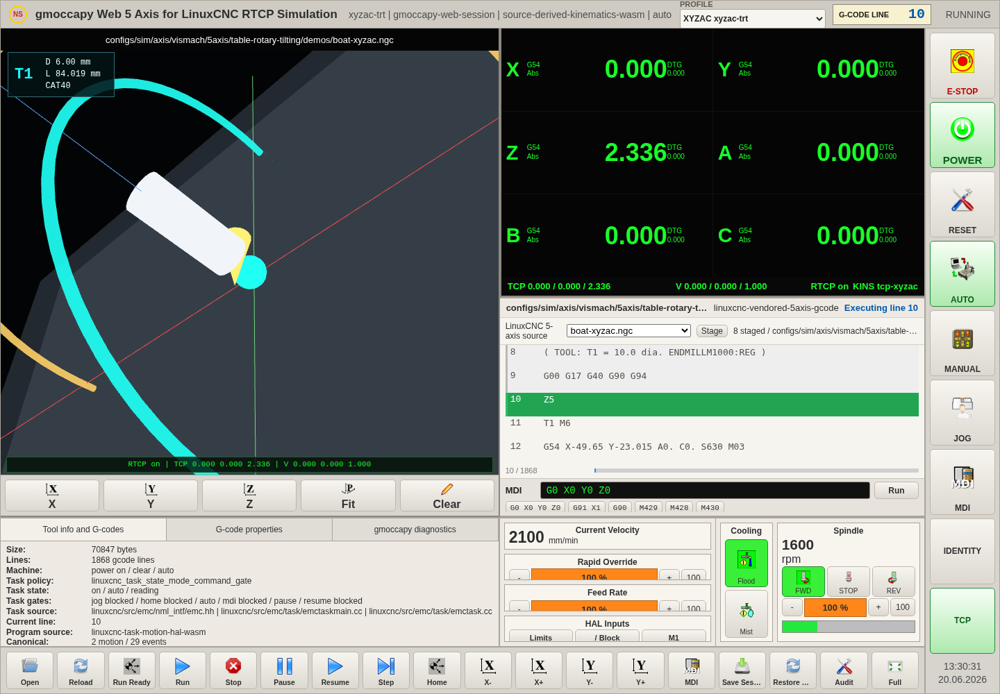 NS gmoccapy Web 5 Axis for LinuxCNC RTCP Simulation xyzac-trt | gmoccapy-web-session | source-derived-kinematics-wasm | auto PROFILE XYZAC xyzac-trt G-CODE LINE 10 RUNNING
configs/sim/axis/vismach/5axis/table-rotary-tilting/demos/boat-xyzac.ngc
T1
D 6.00 mm
L 84.019 mm
CAT40
RTCP on | TCP 0.000 0.000 2.336 | V 0.000 0.000 1.000
X Y Z Fit Clear
X G54 Abs 0.000 DTG 0.000
Y G54 Abs 0.000 DTG 0.000
Z G54 Abs 2.336 DTG 0.000
A G54 Abs 0.000 DTG 0.000
B G54 Abs 0.000 DTG 0.000
C G54 Abs 0.000 DTG 0.000
TCP 0.000 / 0.000 / 2.336 V 0.000 / 0.000 / 1.000 RTCP on KINS tcp-xyzac
configs/sim/axis/vismach/5axis/table-rotary-t... linuxcnc-vendored-5axis-gcode Executing line 10
LinuxCNC 5-
axis source
boat-xyzac.ngc Stage 8 staged / configs/sim/axis/vismach/5axis/table-...
8 ( TOOL: T1 = 10.0 dia. ENDMILLM1000:REG )
9 G00 G17 G40 G90 G94
10 Z5
11 T1 M6
12 G54 X-49.65 Y-23.015 A0. C0. S630 M03
10 / 1868
MDI G0 X0 Y0 Z0 Run
G0 X0 Y0 Z0 G91 X1 G90 M429 M428 M430
Tool info and G-codes G-code properties gmoccapy diagnostics
Size: 70847 bytes
Lines: 1868 gcode lines
Machine: power on / clear / auto
Task policy: linuxcnc_task_state_mode_command_gate
Task state: on / auto / reading
Task gates: jog blocked / home blocked / auto / mdi blocked / pause / resume blocked
Task source: linuxcnc/src/emc/nml_intf/emc.hh | linuxcnc/src/emc/task/emctaskmain.cc | linuxcnc/src/emc/task/emctask.cc
Current line: 10
Program source: linuxcnc-task-motion-hal-wasm
Canonical: 2 motion / 29 events
Current Velocity
2100 mm/min
Rapid Override
- 100 % + 100
Feed Rate
- 100 % + 100
HAL Inputs
Limits / Block M1
Cooling
Flood
Mist
Spindle
1600
rpm
FWD STOP REV
- 100 % + 100
E-STOP
POWER
RESET
AUTO
MANUAL
JOG
MDI
MDI
IDENTITY
TCP
13:30:31
20.06.2026
Open Reload Run Ready Run Stop Pause Resume Step Home X- X+ Y- Y+ MDI Save Ses... Restore ... Audit Full